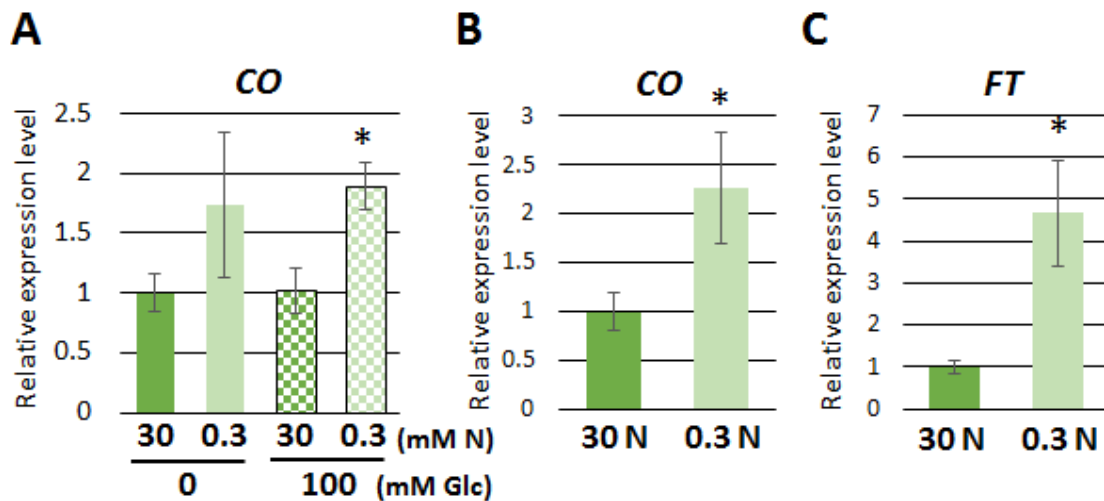 A
CO
Relative expression level
2.5
2
1.5
1
0.5
0
*
30 0.3 30 0.3 (mM N)
0 100 (mM Glc)
B
CO
Relative expression level
3
2.5
2
1.5
1
0.5
0
*
30 N 0.3 N
C
FT
Relative expression level
7
6
5
4
3
2
1
0
*
30 N 0.3 N